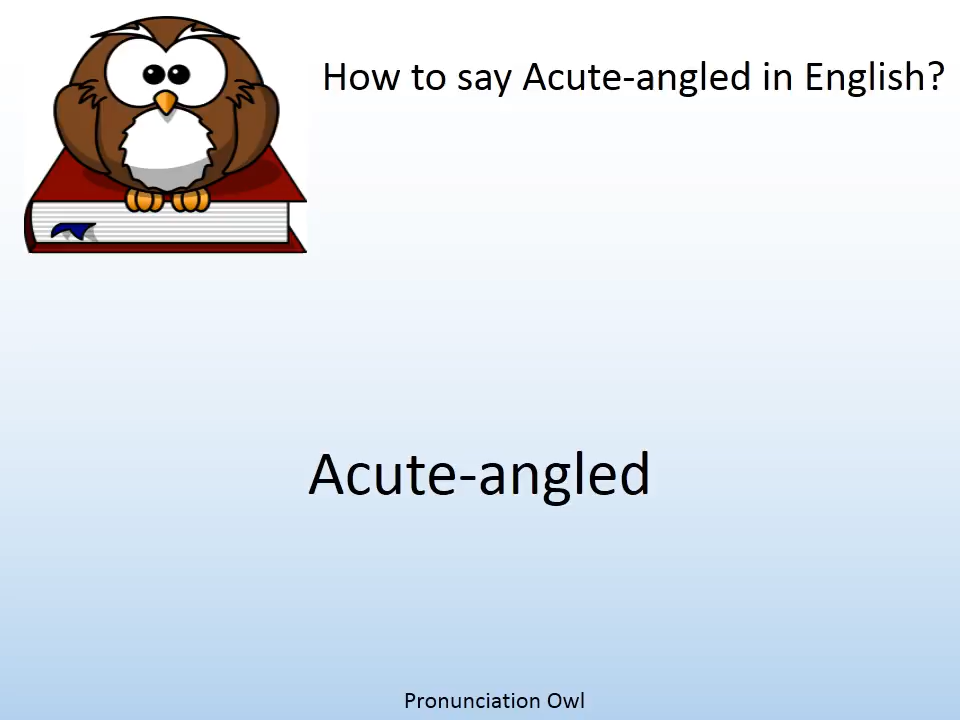 How to say Acute-angled in English?
Acute-angled
Pronunciation Owl